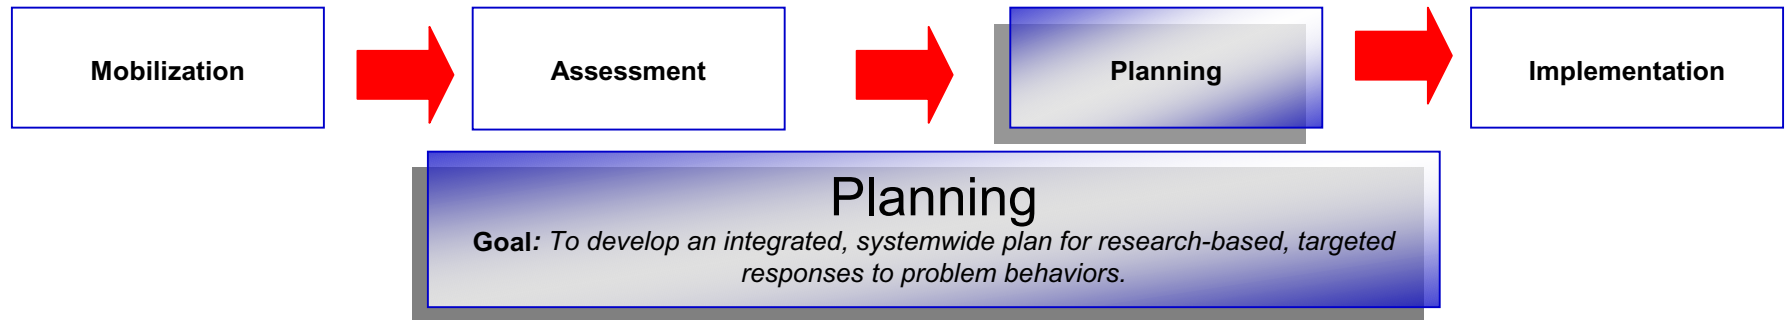 Mobilization
Assessment
Planning
Implementation
Planning
Goal: To develop an integrated, systemwide plan for research-based, targeted
responses to problem behaviors.